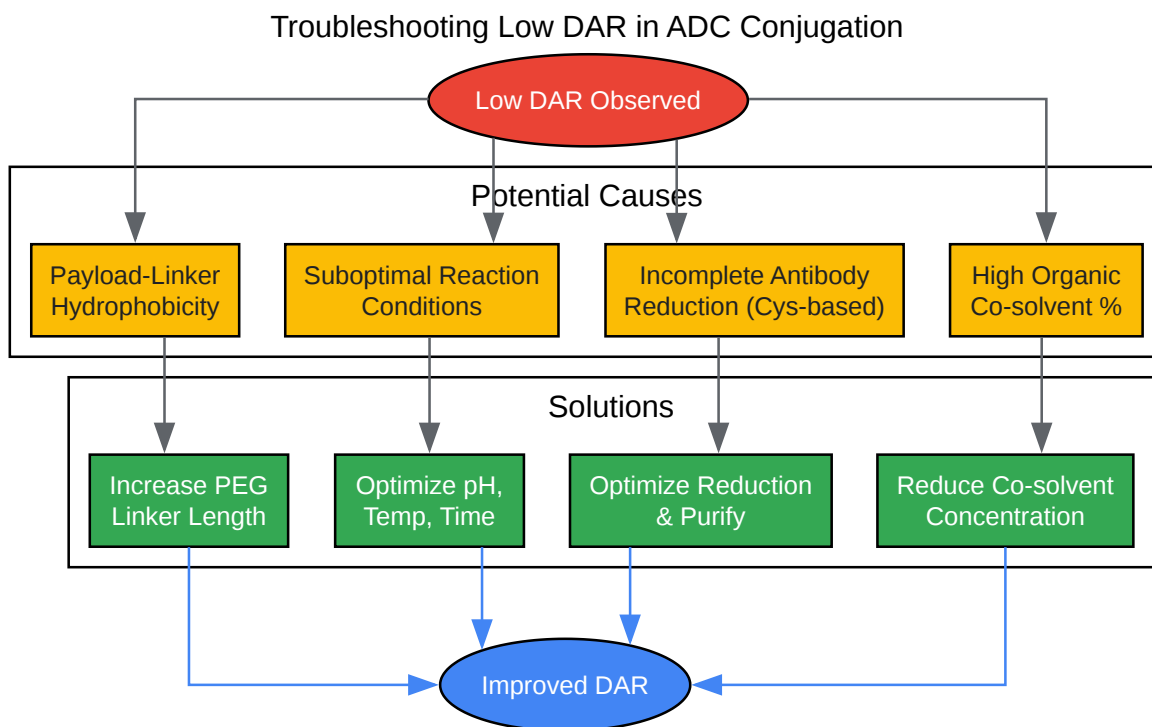 Troubleshooting Low DAR in ADC Conjugation
Low DAR Observed
Potential Causes
Payload-Linker
Hydrophobicity
Suboptimal Reaction
Conditions
Incomplete Antibody
Reduction (Cys-based)
High Organic
Co-solvent %
Solutions
Increase PEG
Linker Length
Optimize pH,
Temp, Time
Optimize Reduction
& Purify
Reduce Co-solvent
Concentration
Improved DAR